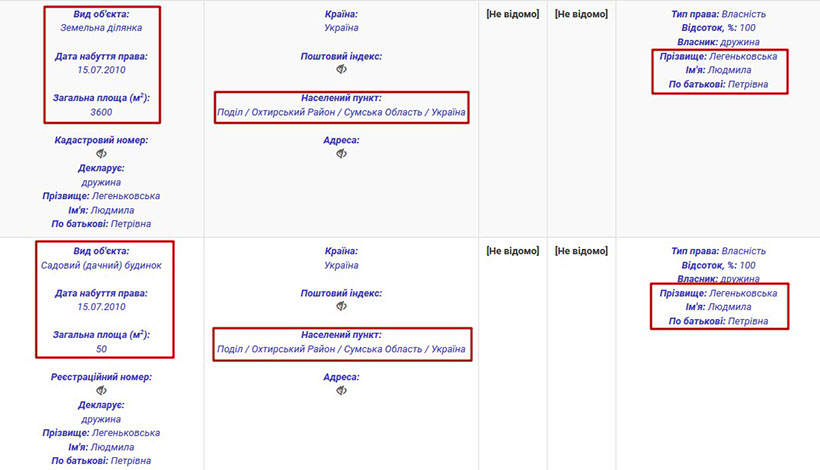 Вид об'єкта:
Земельна ділянка
Дата набуття права:
15.07.2010
Загальна площа (м²):
3600
Кадастровий номер:
Декларує:
дружина
Прізвище: Легеньковська
Ім'я: Людмила
По батькові: Петрівна
Країна:
Україна
Поштовий індекс:
Населений пункт:
Поділ / Охтирський Район / Сумська Область / Україна
Адреса:
[Не відомо]
[Не відомо]
Тип права: Власність
Відсоток, %: 100
Власник: дружина
Прізвище: Легеньковська
Ім'я: Людмила
По батькові: Петрівна
Вид об'єкта:
Садовий (дачний) будинок
Дата набуття права:
15.07.2010
Загальна площа (м²):
50
Реєстраційний номер:
Декларує:
дружина
Прізвище: Легеньковська
Ім'я: Людмила
По батькові: Петрівна
Країна:
Україна
Поштовий індекс:
Населений пункт:
Поділ / Охтирський Район / Сумська Область / Україна
Адреса:
[Не відомо]
[Не відомо]
Тип права: Власність
Відсоток, %: 100
Власник: дружина
Прізвище: Легеньковська
Ім'я: Людмила
По батькові: Петрівна